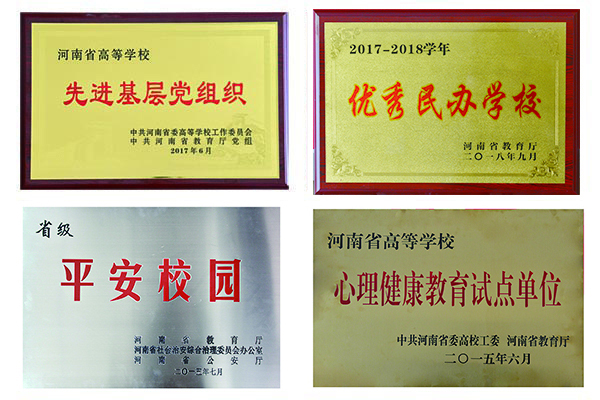 河南省高等学校
先进基层党组织
中共河南省委高等学校工作委员会
中共河南省教育厅党组
2017年6月
2017-2018学年
优秀民办学校
河南省教育厅
二〇一八年九月
省级
平安校园
河南省教育厅
河南省社会治安综合治理委员会办公室
河南省公安厅
二〇一三年七月
河南省高等学校
心理健康教育试点单位
中共河南省委高校工委 河南省教育厅
二〇一五年六月